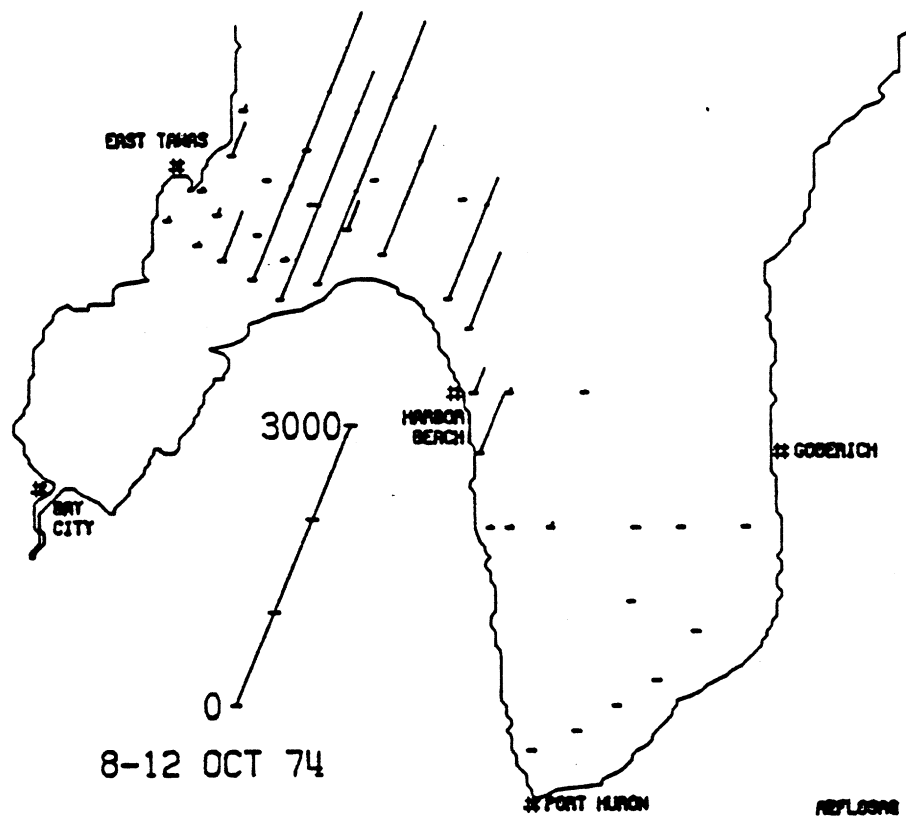 EAST TAWAS
3000
HARBOR
BEACH
# GODERICH
BAY
CITY
0
8-12 OCT 74
# PORT HURON